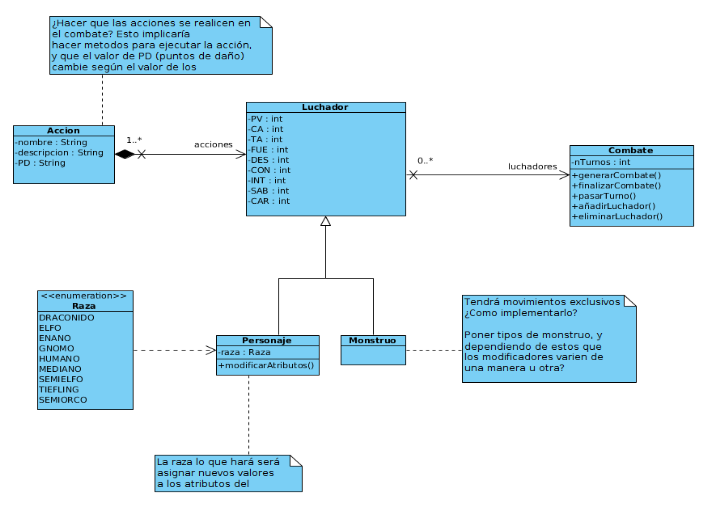 ¿Hacer que las acciones se realicen en
el combate? Esto implicaría
hacer metodos para ejecutar la acción,
y que el valor de PD (puntos de daño)
cambie según el valor de los
Accion
-nombre : String
-descripcion : String
-PD : String
1..*
acciones
Luchador
-PV : int
-CA : int
-TA : int
-FUE : int
-DES : int
-CON : int
-INT : int
-SAB : int
-CAR : int
0..*
luchadores
Combate
-nTurnos : int
+generarCombate()
+finalizarCombate()
+pasarTurno()
+añadirLuchador()
+eliminarLuchador()
<<enumeration>>
Raza
DRACONIDO
ELFO
ENANO
GNOMO
HUMANO
MEDIANO
SEMIELFO
TIEFLING
SEMIORCO
Personaje
-raza : Raza
+modificarAtributos()
Monstruo
Tendrá movimientos exclusivos
¿Como implementarlo?
Poner tipos de monstruo, y
dependiendo de estos que
los modificadores varien de
una manera u otra?
La raza lo que hará será
asignar nuevos valores
a los atributos del